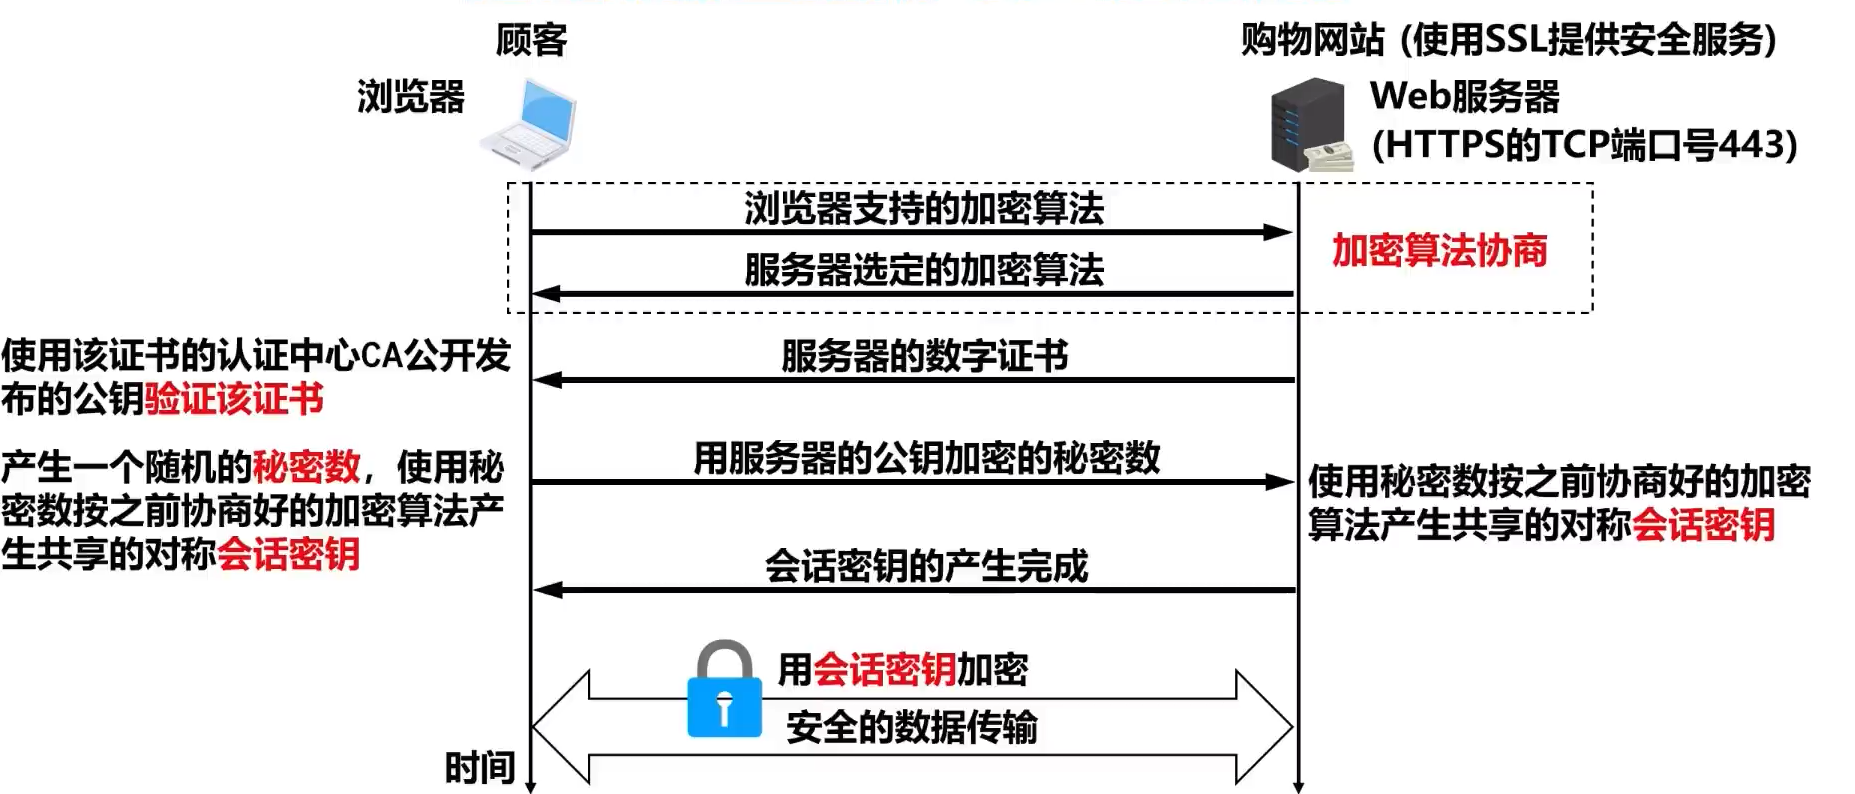 顾客
购物网站 (使用SSL提供安全服务)
浏览器
Web服务器
(HTTPS的TCP端口号443)
浏览器支持的加密算法
服务器选定的加密算法
加密算法协商
服务器的数字证书
使用该证书的认证中心CA公开发
布的公钥验证该证书
用服务器的公钥加密的秘密数
产生一个随机的秘密数，使用秘
密数按之前协商好的加密算法产
生共享的对称会话密钥
使用秘密数按之前协商好的加密
算法产生共享的对称会话密钥
会话密钥的产生完成
用会话密钥加密
安全的数据传输
时间